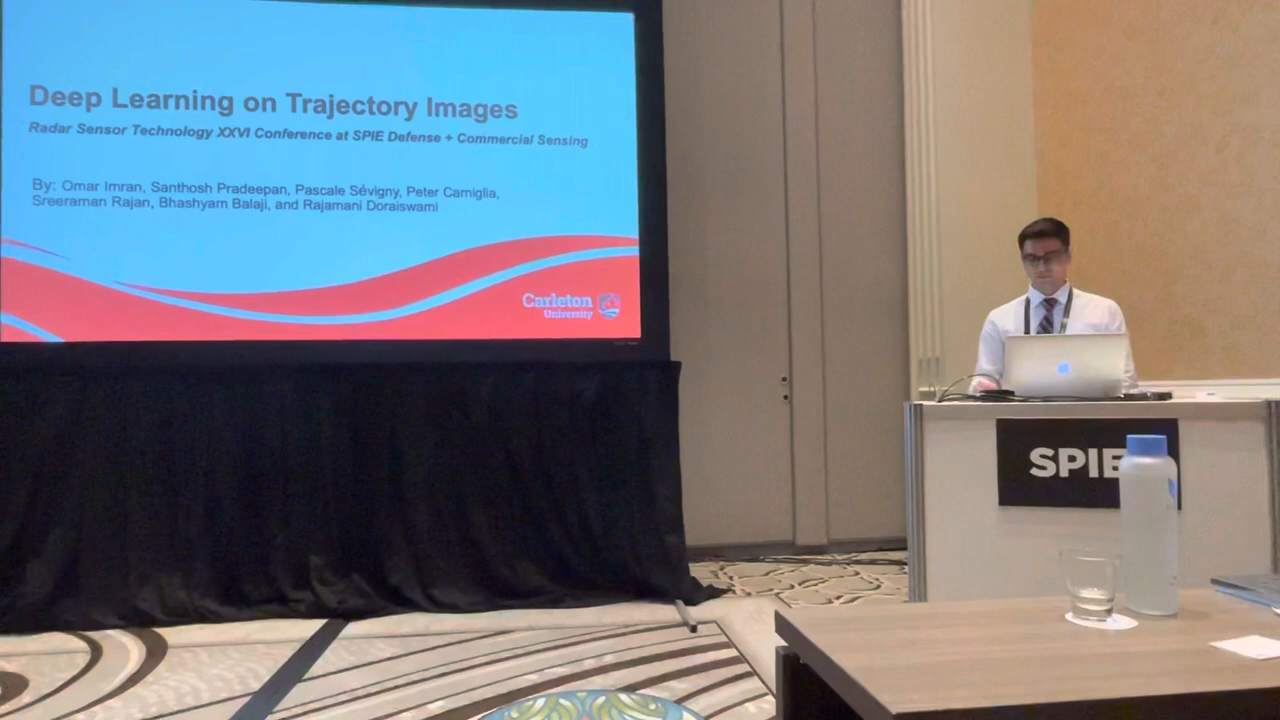 Deep Learning on Trajectory Images
Radar Sensor Technology XXVI Conference at SPIE Defense + Commercial Sensing
By: Omar Imran, Santhosh Pradeepan, Pascale Sévigny, Peter Carniglia,
Sreeraman Rajan, Bhashyam Balaji, and Rajamani Doraiswami
Carleton
University
SPIE